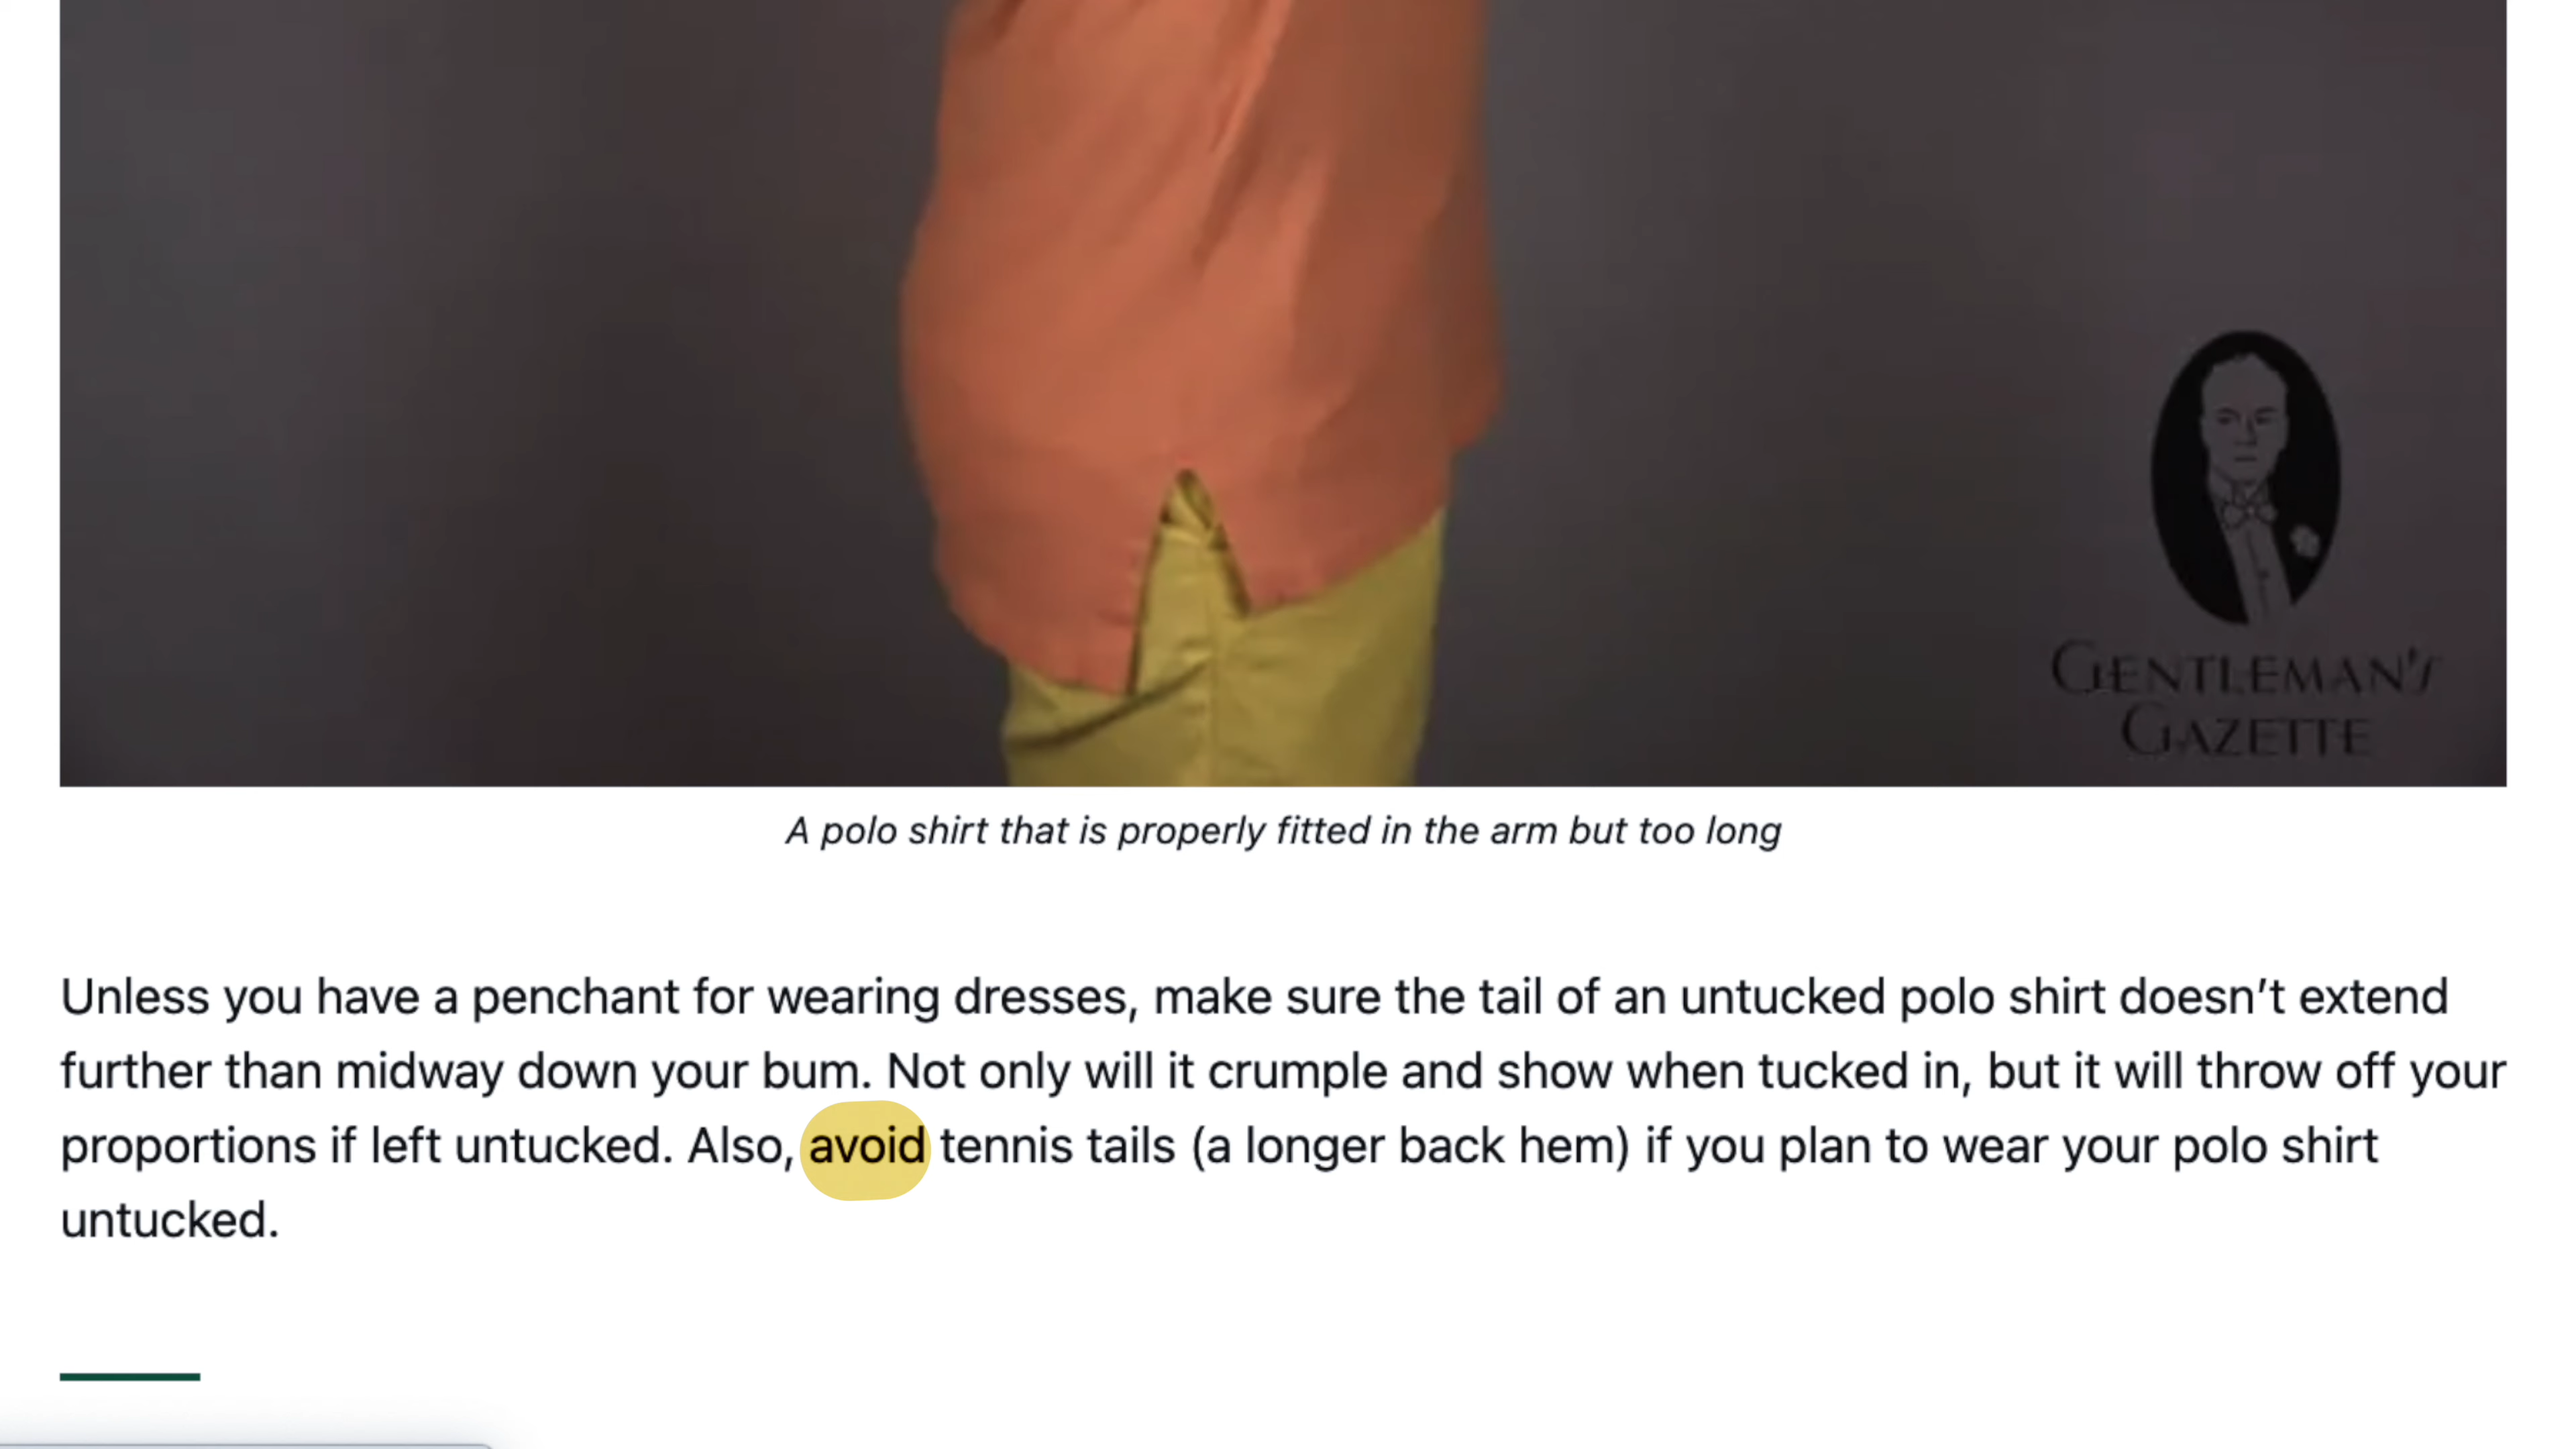 GENTLEMAN'S
GAZETTE
A polo shirt that is properly fitted in the arm but too long
Unless you have a penchant for wearing dresses, make sure the tail of an untucked polo shirt doesn’t extend
further than midway down your bum. Not only will it crumple and show when tucked in, but it will throw off your
proportions if left untucked. Also, avoid tennis tails (a longer back hem) if you plan to wear your polo shirt
untucked.